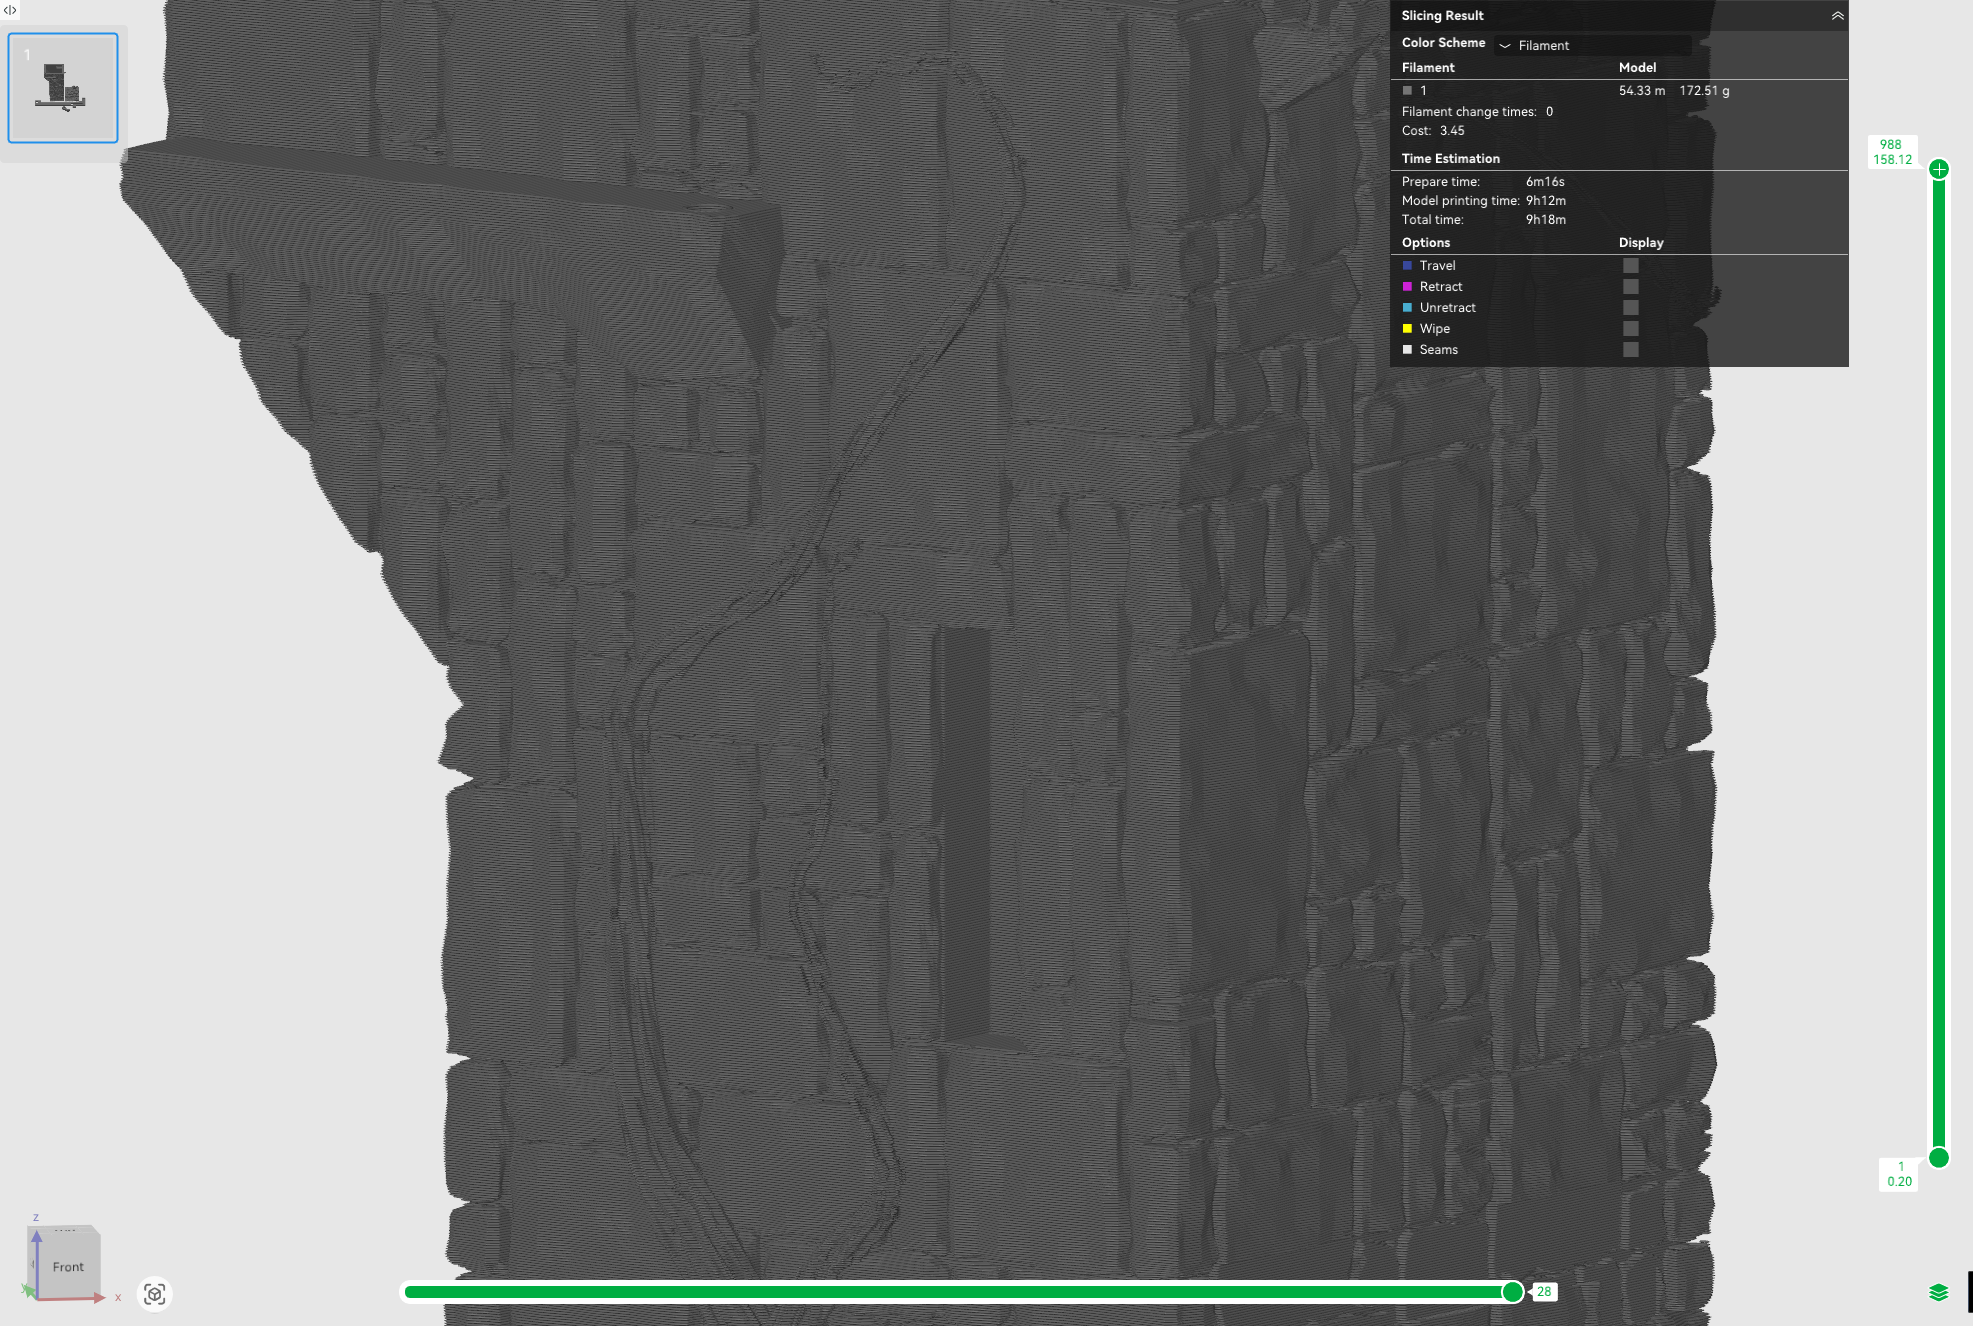 1
Slicing Result
Color Scheme Filament
Filament Model
1 54.33 m 172.51 g
Filament change times: 0
Cost: 3.45
Time Estimation
Prepare time: 6m16s
Model printing time: 9h12m
Total time: 9h18m
Options Display
Travel
Retract
Unretract
Wipe
Seams
988
158.12
1
0.20
z
Front
y
x
28